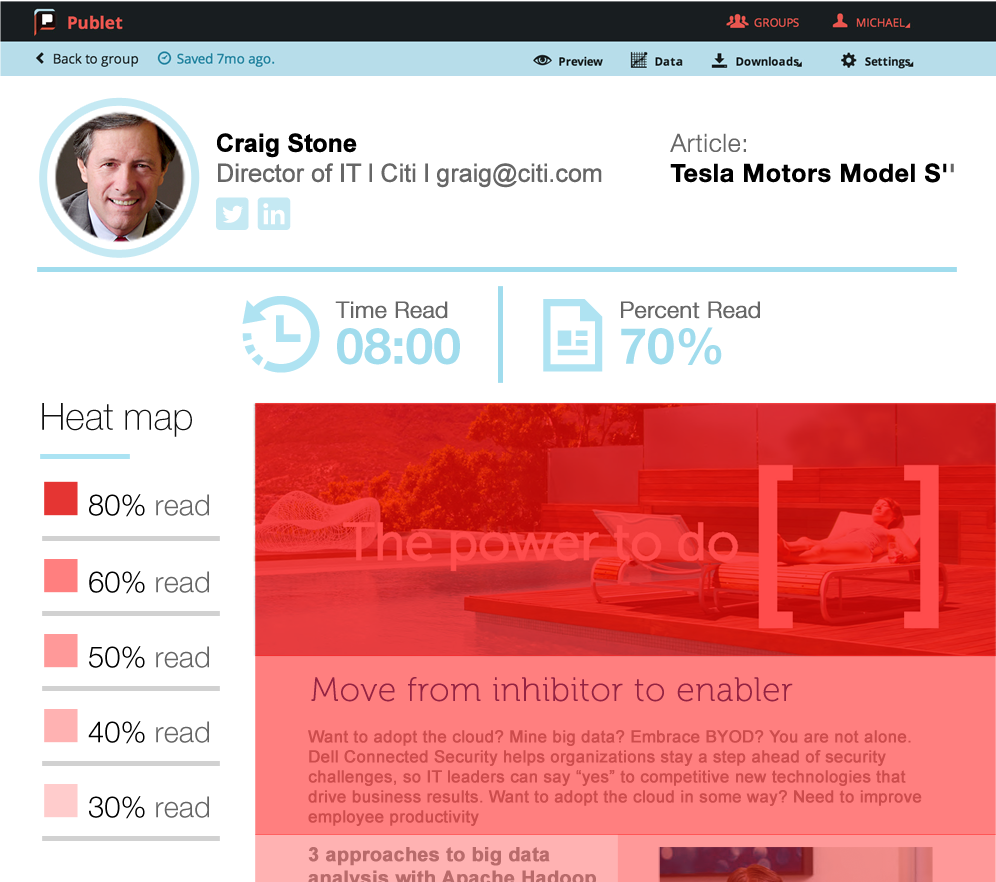 Publet
GROUPS
MICHAEL
Back to group
Saved 7mo ago.
Preview
Data
Downloads
Settings
Craig Stone
Director of IT | Citi | graig@citi.com
Article:
Tesla Motors Model S"
in
Time Read
08:00
Percent Read
70%
Heat map
80% read
60% read
50% read
40% read
30% read
The power to do
Move from inhibitor to enabler
Want to adopt the cloud? Mine big data? Embrace BYOD? You are not alone.
Dell Connected Security helps organizations stay a step ahead of security
challenges, so IT leaders can say “yes” to competitive new technologies that
drive business results. Want to adopt the cloud in some way? Need to improve
employee productivity
3 approaches to big data
analysis with Apache Hadoop